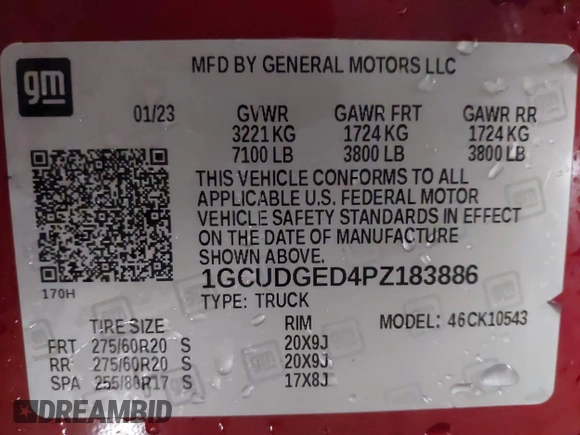 gm
MFD BY GENERAL MOTORS LLC
01/23 GVWR GAWR FRT GAWR RR
3221 KG 1724 KG 1724 KG
7100 LB 3800 LB 3800 LB
THIS VEHICLE CONFORMS TO ALL
APPLICABLE U.S. FEDERAL MOTOR
VEHICLE SAFETY STANDARDS IN EFFECT
ON THE DATE OF MANUFACTURE
SHOWN ABOVE.
1GCUDGED4PZ183886
170H
TYPE: TRUCK
TIRE SIZE RIM MODEL: 46CK10543
FRT 275/60R20 S 20X9J
RR 275/60R20 S 20X9J
SPA 255/80R17 S 17X8J
DREAMBID